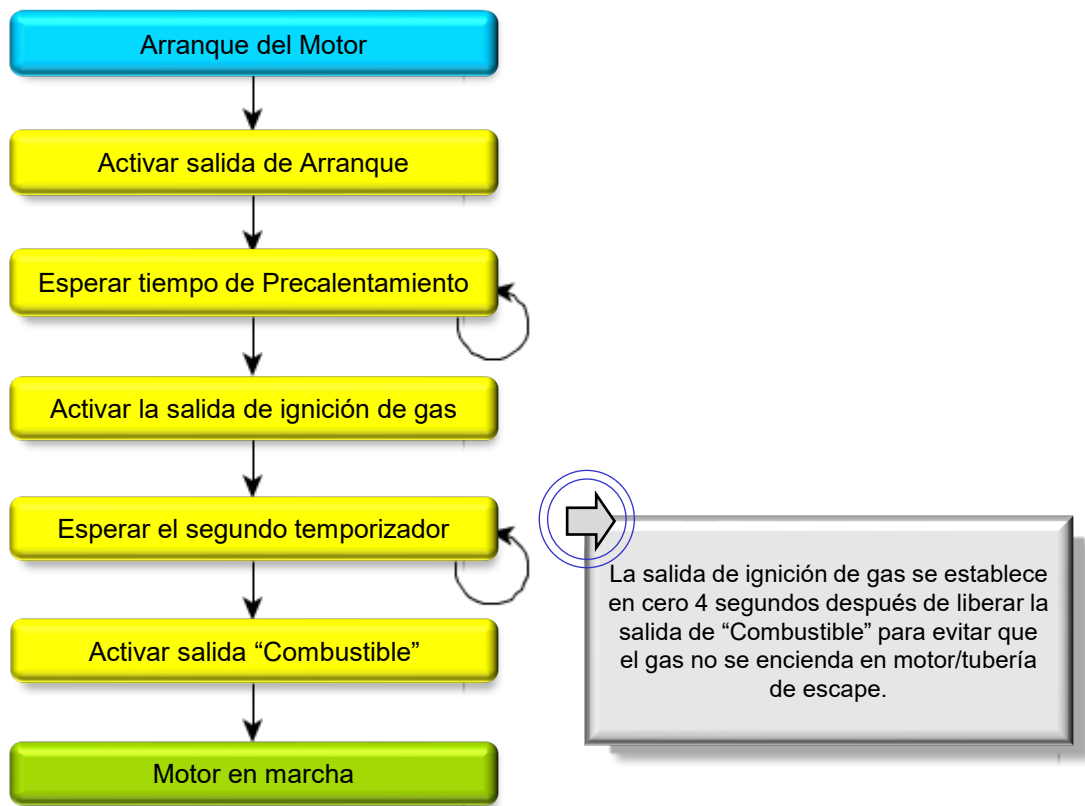 Arranque del Motor
Activar salida de Arranque
Esperar tiempo de Precalentamiento
Activar la salida de ignición de gas
Esperar el segundo temporizador
Activar salida “Combustible”
Motor en marcha
La salida de ignición de gas se establece
en cero 4 segundos después de liberar la
salida de “Combustible” para evitar que
el gas no se encienda en motor/tubería
de escape.